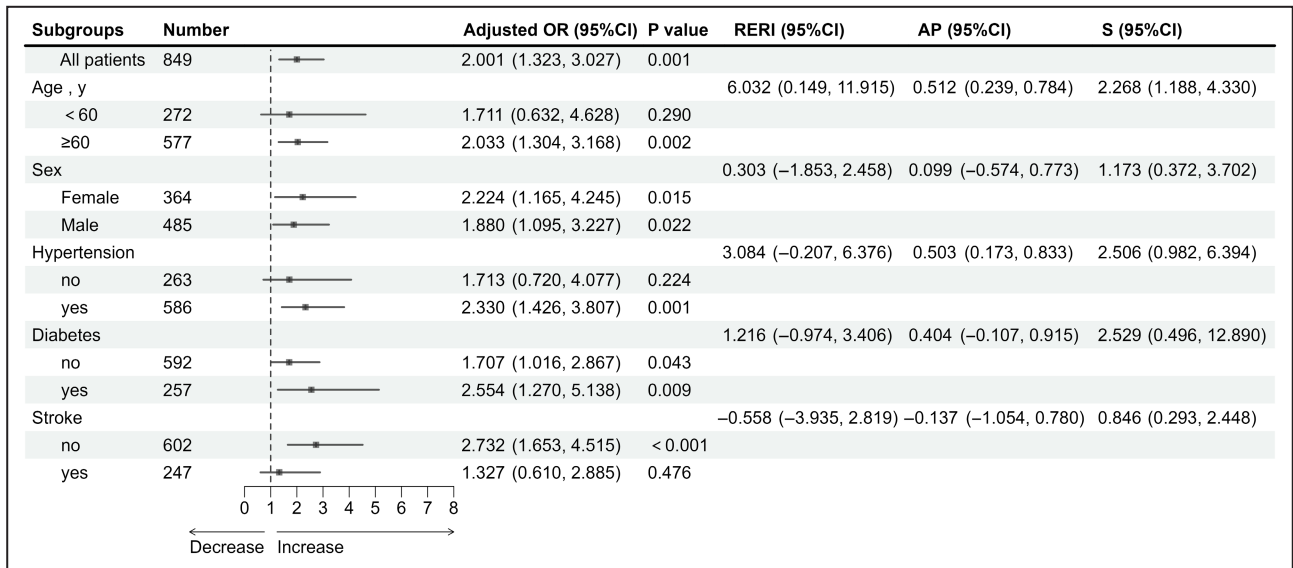 Subgroups Number Adjusted OR (95%CI) P value RERI (95%CI) AP (95%CI) S (95%CI)
All patients 849 2.001 (1.323, 3.027) 0.001
Age , y 6.032 (0.149, 11.915) 0.512 (0.239, 0.784) 2.268 (1.188, 4.330)
< 60 272 1.711 (0.632, 4.628) 0.290
≥60 577 2.033 (1.304, 3.168) 0.002
Sex 0.303 (−1.853, 2.458) 0.099 (−0.574, 0.773) 1.173 (0.372, 3.702)
Female 364 2.224 (1.165, 4.245) 0.015
Male 485 1.880 (1.095, 3.227) 0.022
Hypertension 3.084 (−0.207, 6.376) 0.503 (0.173, 0.833) 2.506 (0.982, 6.394)
no 263 1.713 (0.720, 4.077) 0.224
yes 586 2.330 (1.426, 3.807) 0.001
Diabetes 1.216 (−0.974, 3.406) 0.404 (−0.107, 0.915) 2.529 (0.496, 12.890)
no 592 1.707 (1.016, 2.867) 0.043
yes 257 2.554 (1.270, 5.138) 0.009
Stroke −0.558 (−3.935, 2.819) −0.137 (−1.054, 0.780) 0.846 (0.293, 2.448)
no 602 2.732 (1.653, 4.515) < 0.001
yes 247 1.327 (0.610, 2.885) 0.476
0 1 2 3 4 5 6 7 8
Decrease Increase